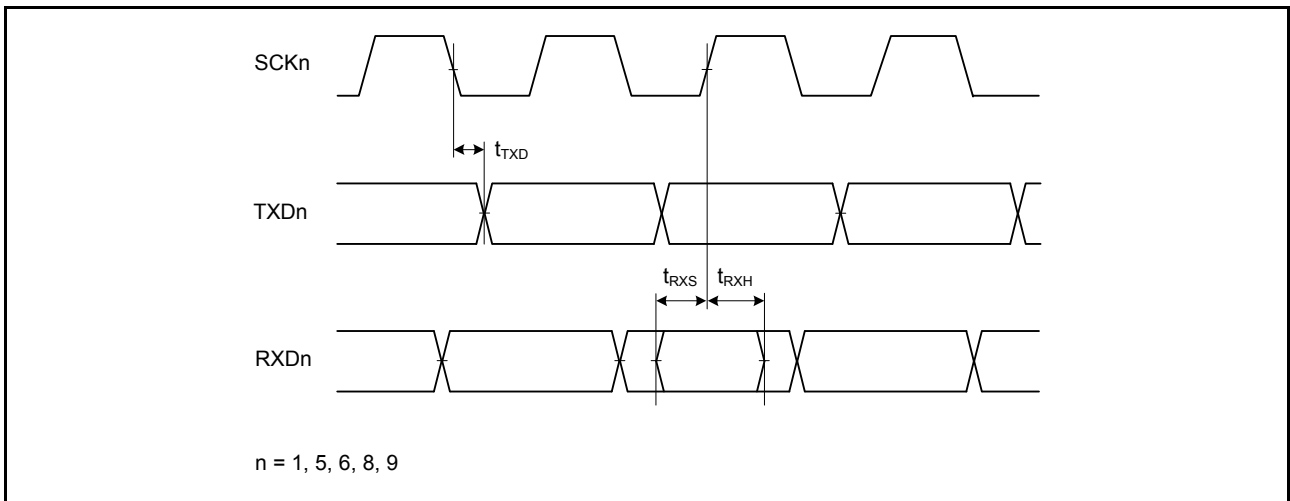 SCKn
tTXD
TXDn
tRXS tRXH
RXDn
n = 1, 5, 6, 8, 9